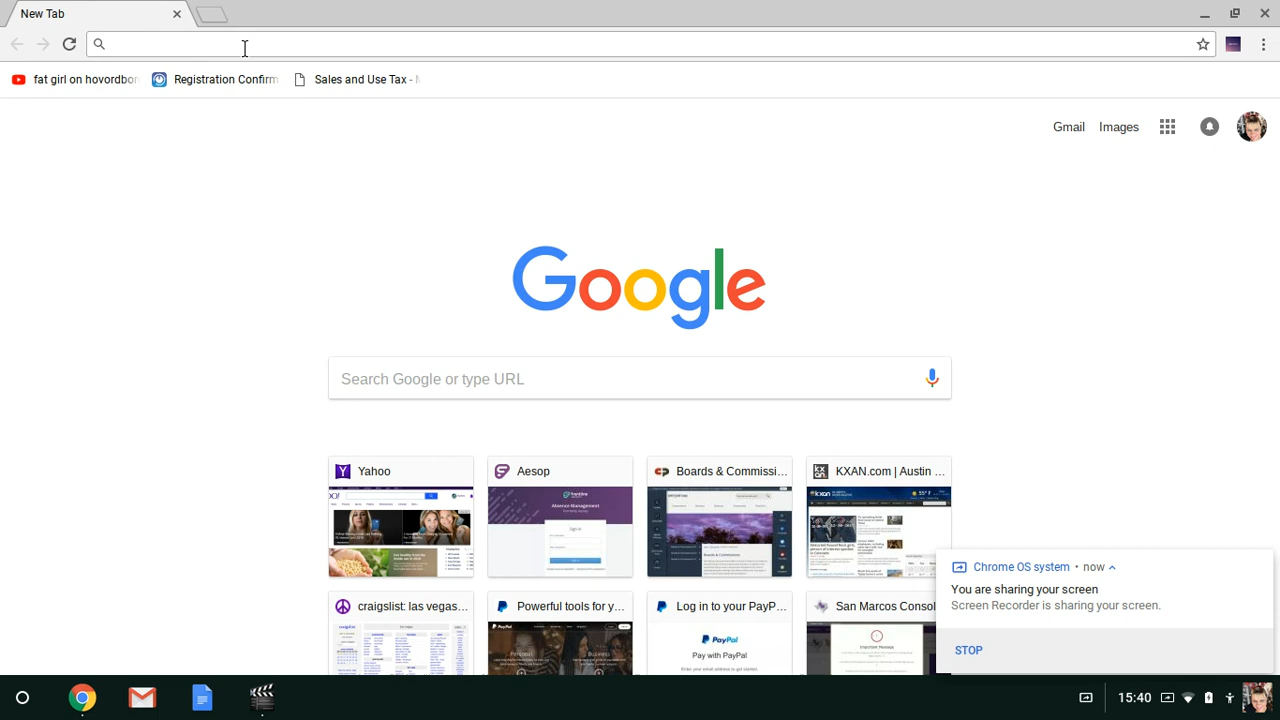 New Tab
fat girl on hovordbo
Registration Confirm
Sales and Use Tax -
Gmail
Images
Google
Search Google or type URL
Yahoo
Aesop
Boards & Commissi...
KXAN.com | Austin ...
craigslist: las vegas...
Powerful tools for y...
Log in to your PayP...
San Marcos Consol
PayPal
Pay with PayPal
Chrome OS system • now
You are sharing your screen
Screen Recorder is sharing your screen.
STOP
15:40